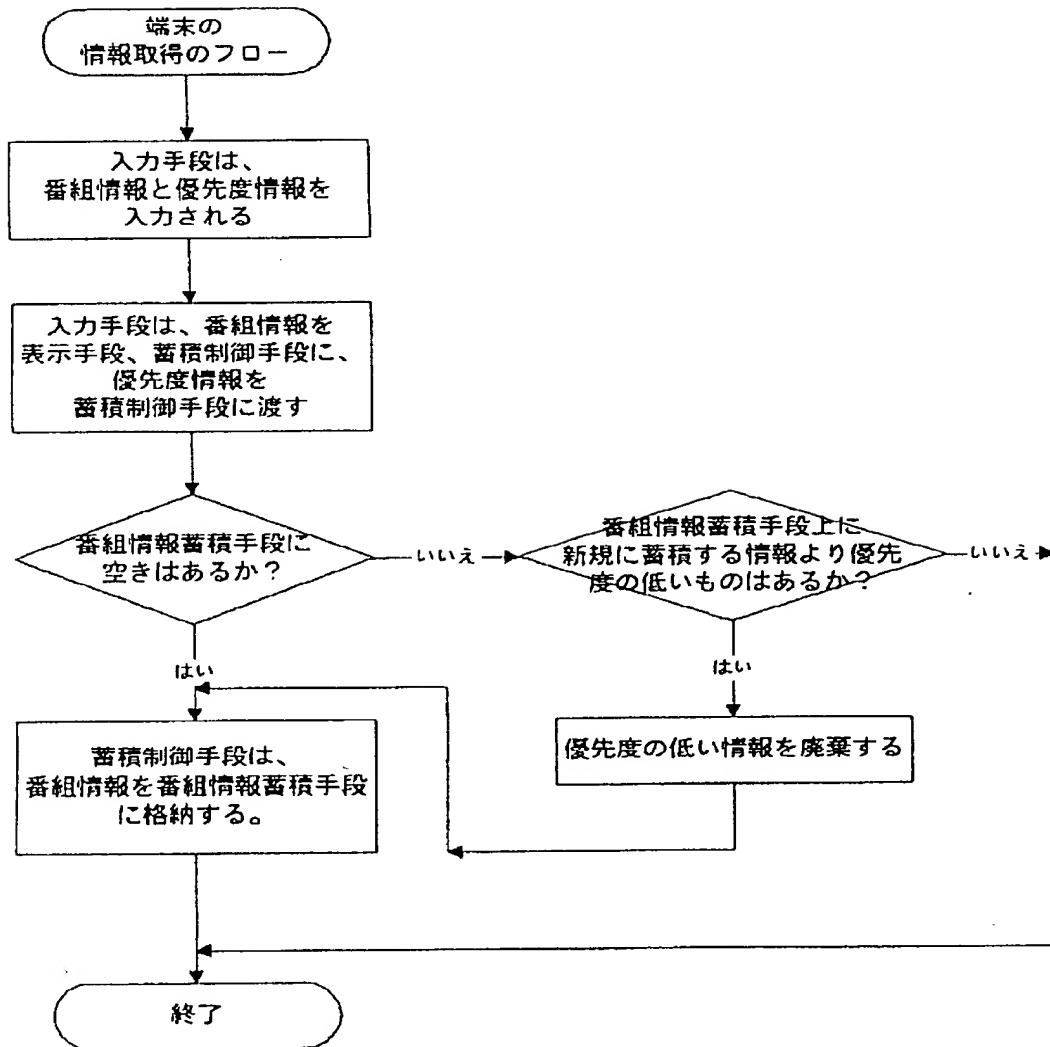 端末の
情報取得のフロー
入力手段は、
番組情報と優先度情報を
入力される
入力手段は、番組情報を
表示手段、蓄積制御手段に、
優先度情報を
蓄積制御手段に渡す
番組情報蓄積手段に
空きはあるか？
いいえ
番組情報蓄積手段上に
新規に蓄積する情報より優先
度の低いものはあるか？
いいえ
はい
はい
蓄積制御手段は、
番組情報を番組情報蓄積手段
に格納する。
優先度の低い情報を廃棄する
終了